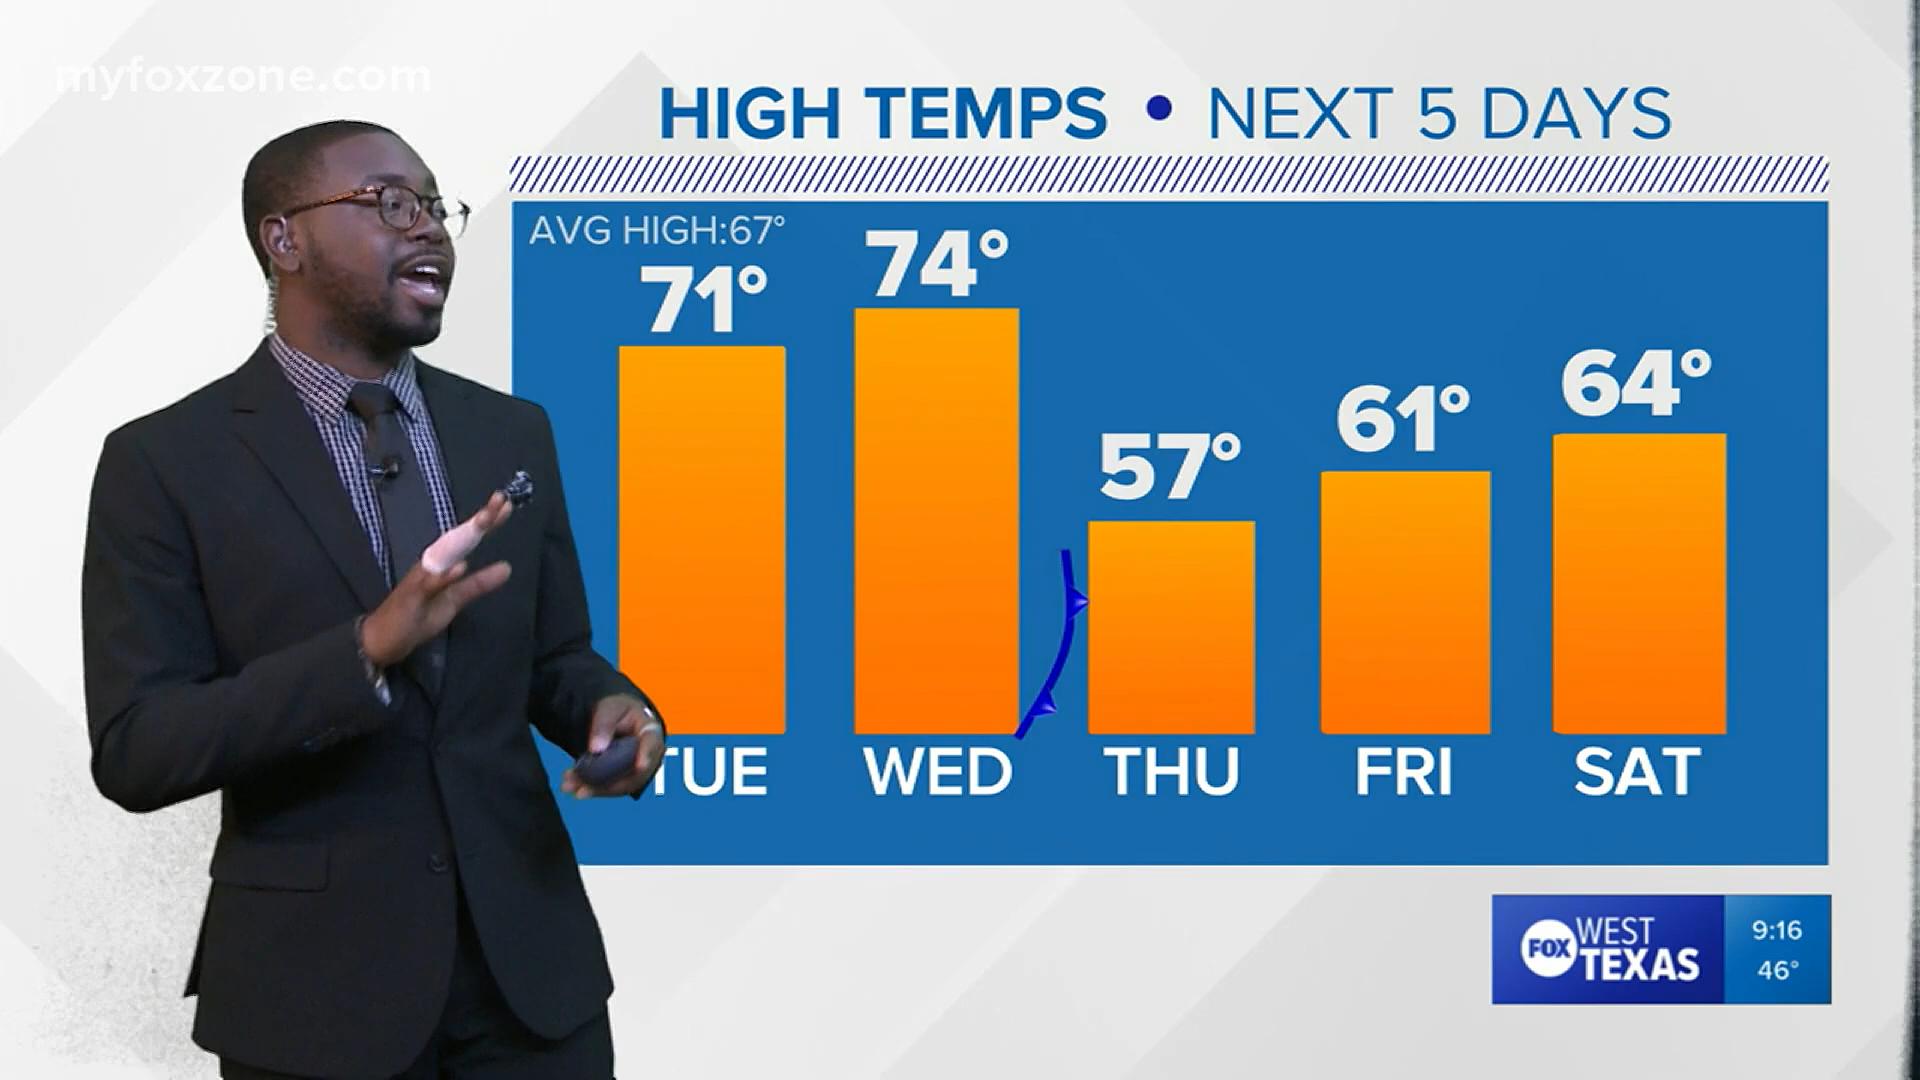 myfoxzone.com
HIGH TEMPS • NEXT 5 DAYS
AVG HIGH:67°
71° 74° 57° 61° 64°
TUE WED THU FRI SAT
FOX WEST TEXAS
9:16
46°